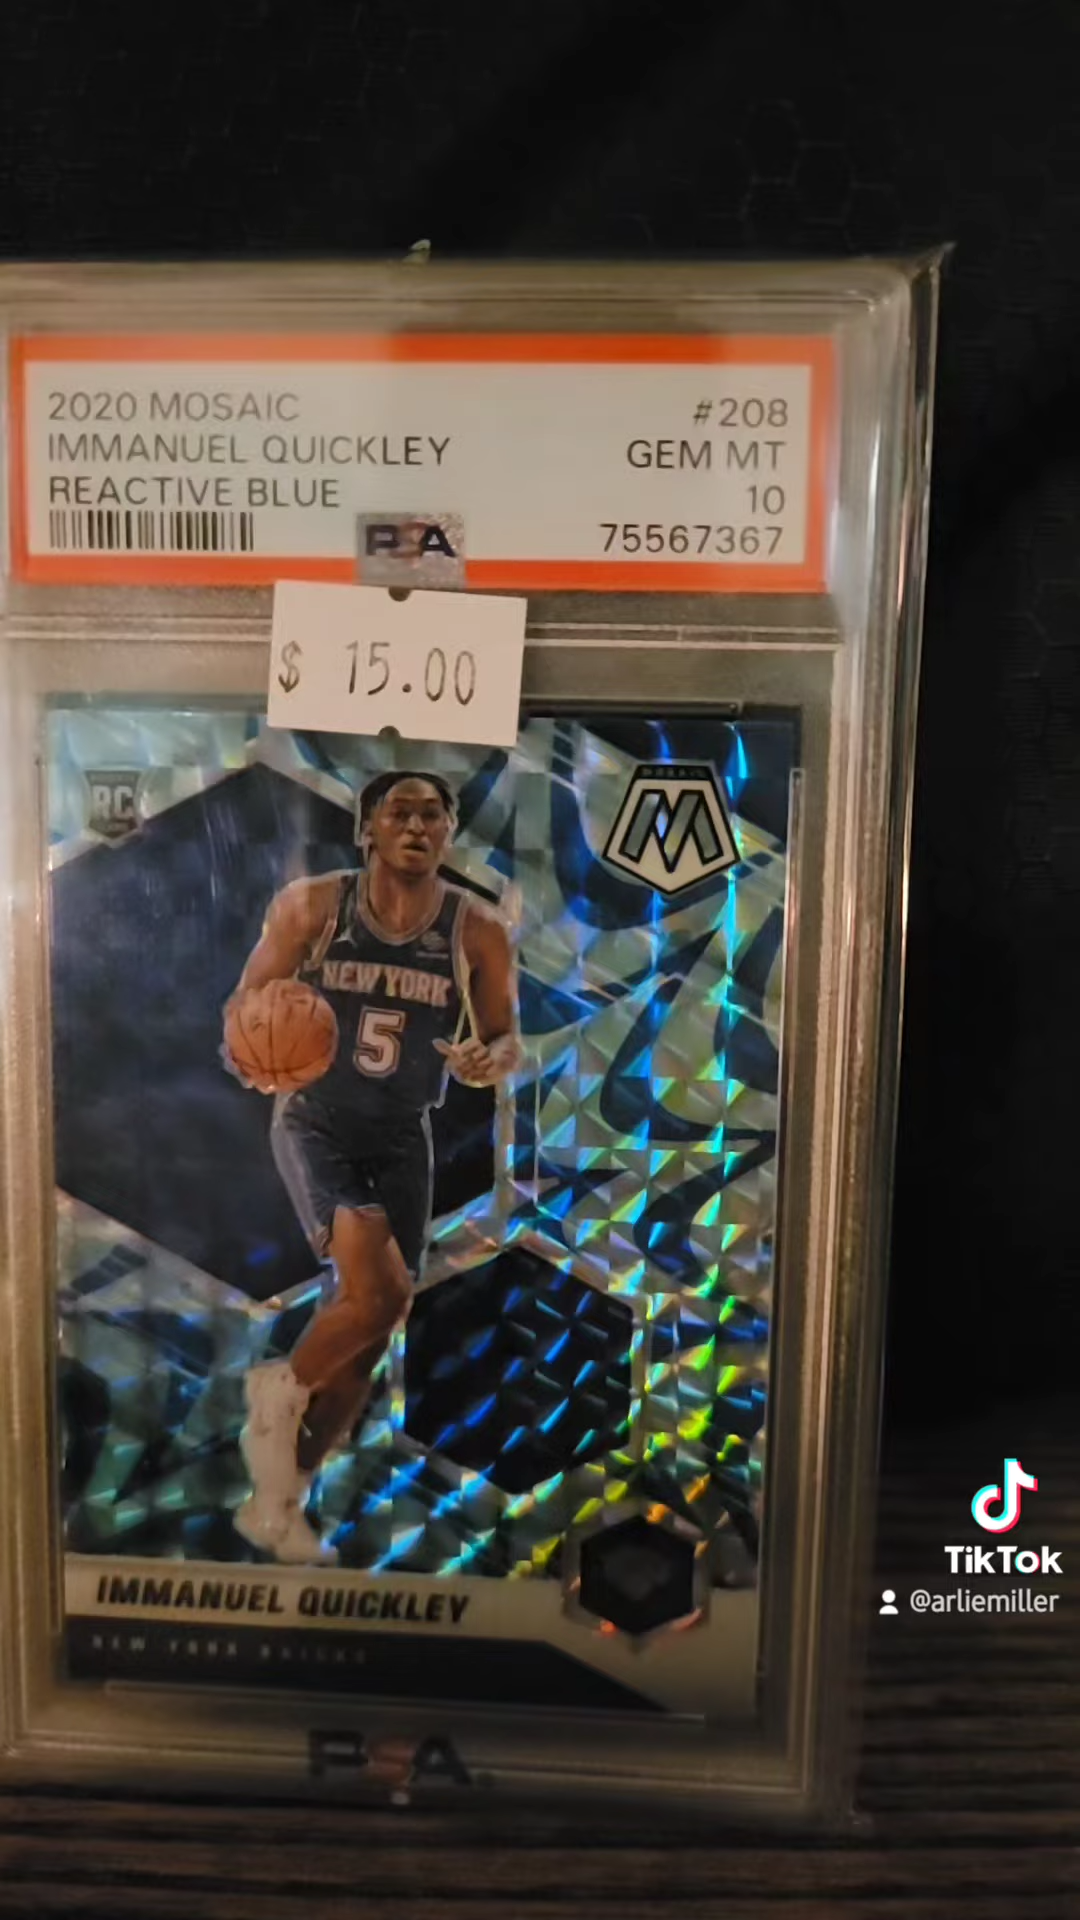 2020 MOSAIC
IMMANUEL QUICKLEY
REACTIVE BLUE
#208
GEM MT
10
75567367
PSA
$ 15.00
RC
MOSAIC
M
NEW YORK
5
IMMANUEL QUICKLEY
NEW YORK KNICKS
PSA
TikTok
@arliemiller